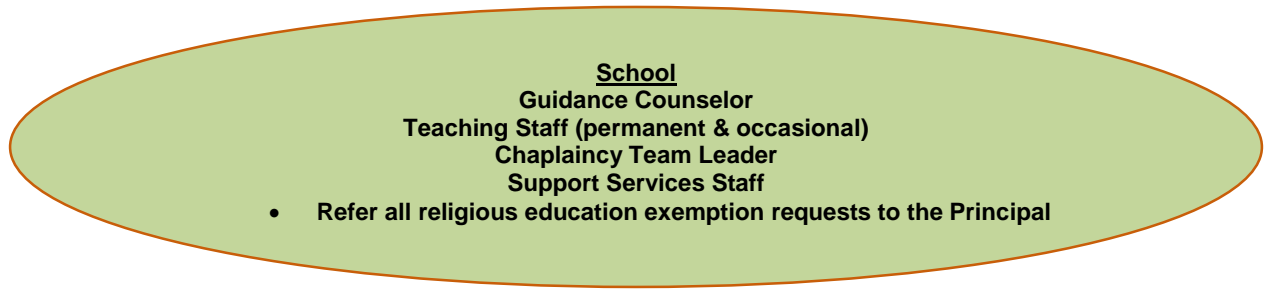 School
Guidance Counselor
Teaching Staff (permanent & occasional)
Chaplaincy Team Leader
Support Services Staff
• Refer all religious education exemption requests to the Principal